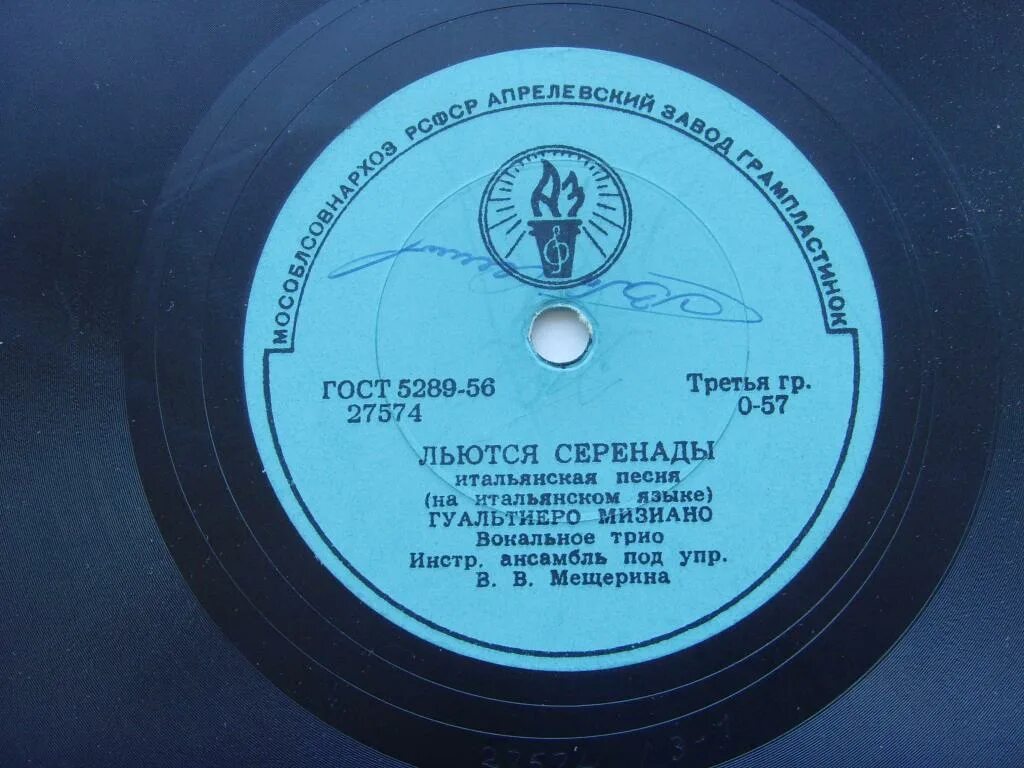 МОСОБЛСОВНАРХОЗ РСФСР АПРЕЛЕВСКИЙ ЗАВОД ГРАМПЛАСТИНОК
АЗ
ГОСТ 5289-56
27574
Третья гр.
0-57
ЛЬЮТСЯ СЕРЕНАДЫ
итальянская песня
(на итальянском языке)
ГУАЛЬТИЕРО МИЗИАНО
Вокальное трио
Инстр. ансамбль под упр.
В. В. Мещерина